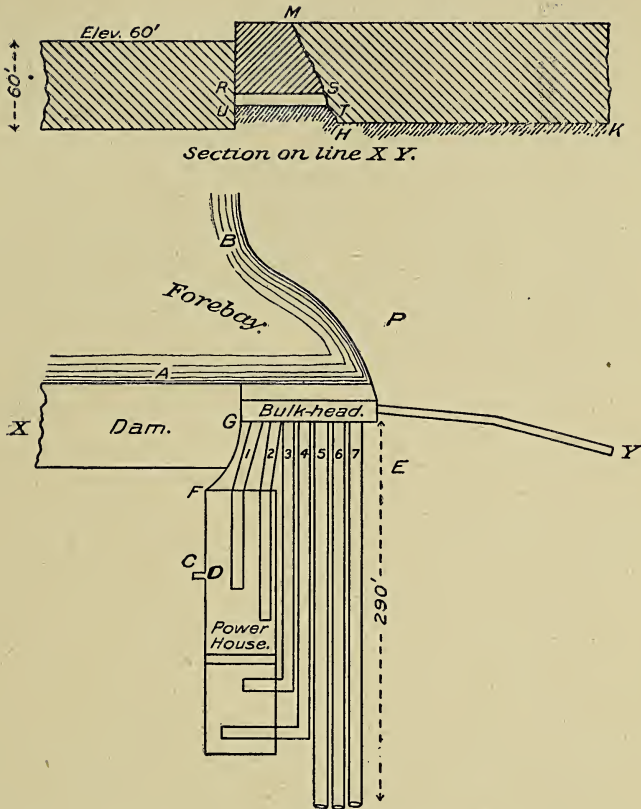 M
Elev. 60'
60'
R S
U T
H K
Section on line X Y.
B
Forebay.
P
A
X Dam. G Bulk-head.
Y
1 2 3 4 5 6 7 E
F
C D
290'
Power
House.